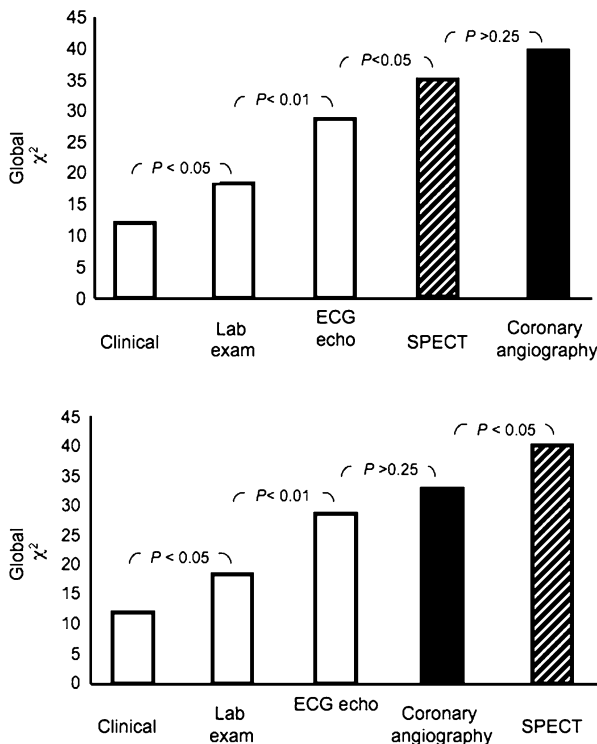 45
40
35
30
25
20
15
10
5
0
Global
χ²
P < 0.05
P< 0.01
P<0.05
P >0.25
Clinical
Lab
exam
ECG
echo
SPECT
Coronary
angiography
45
40
35
30
25
20
15
10
5
0
Global
χ²
P < 0.05
P< 0.01
P >0.25
P < 0.05
Clinical
Lab
exam
ECG echo
Coronary
angiography
SPECT